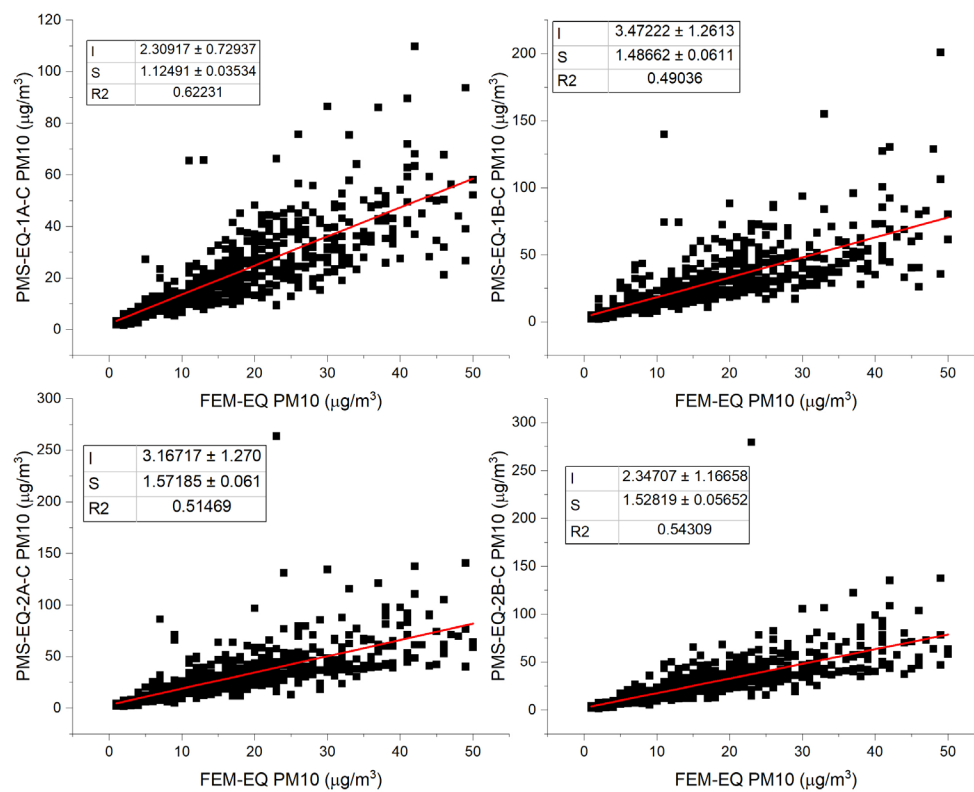 120
100
80
60
40
20
0
PMS-EQ-1A-C PM10 (μg/m³)
I 2.30917 ± 0.72937
S 1.12491 ± 0.03534
R2 0.62231
0 10 20 30 40 50
FEM-EQ PM10 (μg/m³)
200
150
100
50
0
PMS-EQ-1B-C PM10 (μg/m³)
I 3.47222 ± 1.2613
S 1.48662 ± 0.0611
R2 0.49036
0 10 20 30 40 50
FEM-EQ PM10 (μg/m³)
300
250
200
150
100
50
0
PMS-EQ-2A-C PM10 (μg/m³)
I 3.16717 ± 1.270
S 1.57185 ± 0.061
R2 0.51469
0 10 20 30 40 50
FEM-EQ PM10 (μg/m³)
300
250
200
150
100
50
0
PMS-EQ-2B-C PM10 (μg/m³)
I 2.34707 ± 1.16658
S 1.52819 ± 0.05652
R2 0.54309
0 10 20 30 40 50
FEM-EQ PM10 (μg/m³)